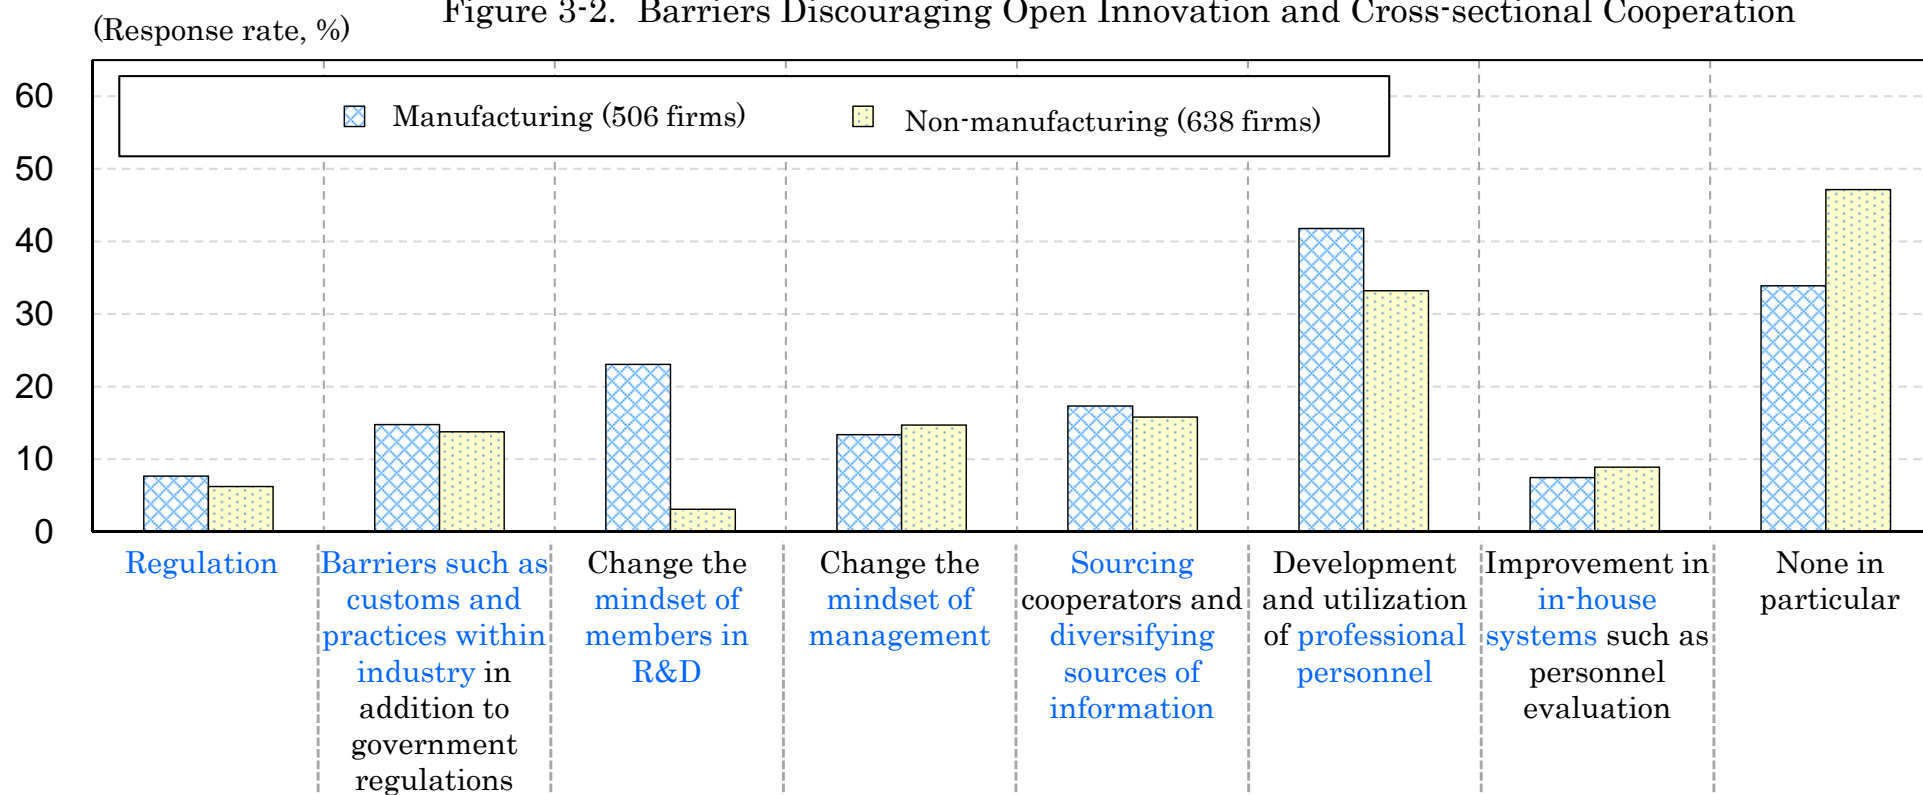 Figure 3-2. Barriers Discouraging Open Innovation and Cross-sectional Cooperation
(Response rate, %)
60
50
40
30
20
10
0
Manufacturing (506 firms)
Non-manufacturing (638 firms)
Regulation
Barriers such as
customs and
practices within
industry in
addition to
government
regulations
Change the
mindset of
members in
R&D
Change the
mindset of
management
Sourcing
cooperators and
diversifying
sources of
information
Development
and utilization
of professional
personnel
Improvement in
in-house
systems such as
personnel
evaluation
None in
particular